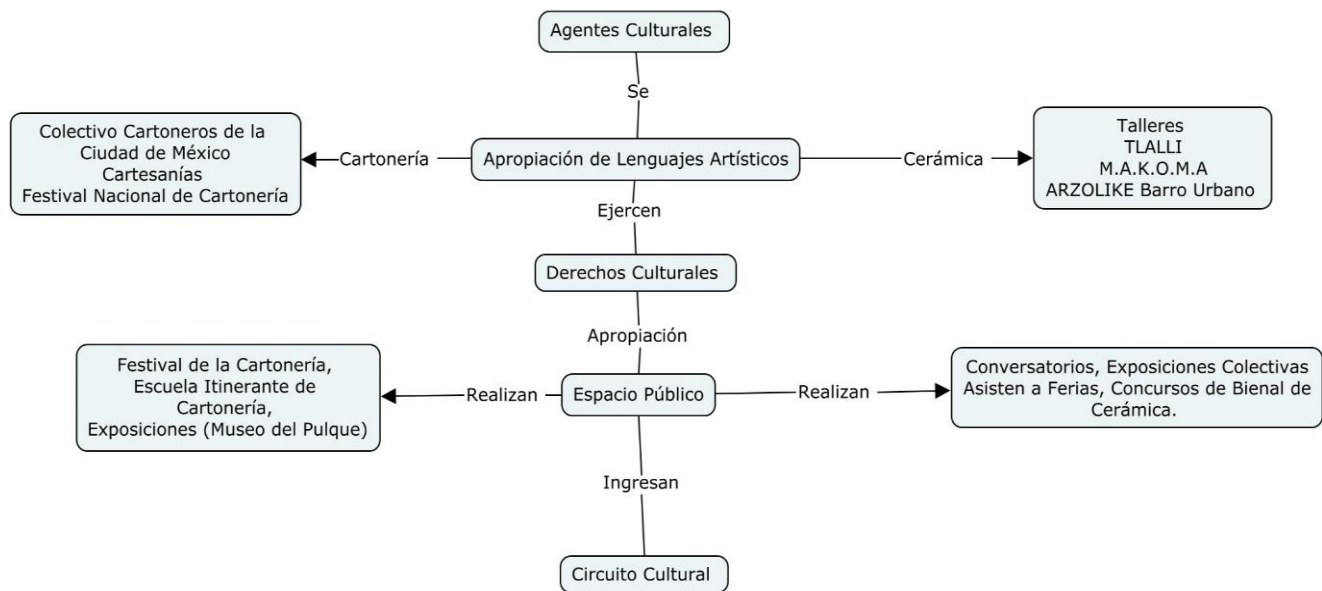 Agentes Culturales
Se
Colectivo Cartoneros de la
Ciudad de México
Cartesanías
Festival Nacional de Cartonería
Cartonería
Apropiación de Lenguajes Artísticos
Cerámica
Talleres
TLALLI
M.A.K.O.M.A
ARZOLIKE Barro Urbano
Ejercen
Derechos Culturales
Apropiación
Festival de la Cartonería,
Escuela Itinerante de
Cartonería,
Exposiciones (Museo del Pulque)
Realizan
Espacio Público
Realizan
Conversatorios, Exposiciones Colectivas
Asisten a Ferias, Concursos de Bienal de
Cerámica.
Ingresan
Circuito Cultural